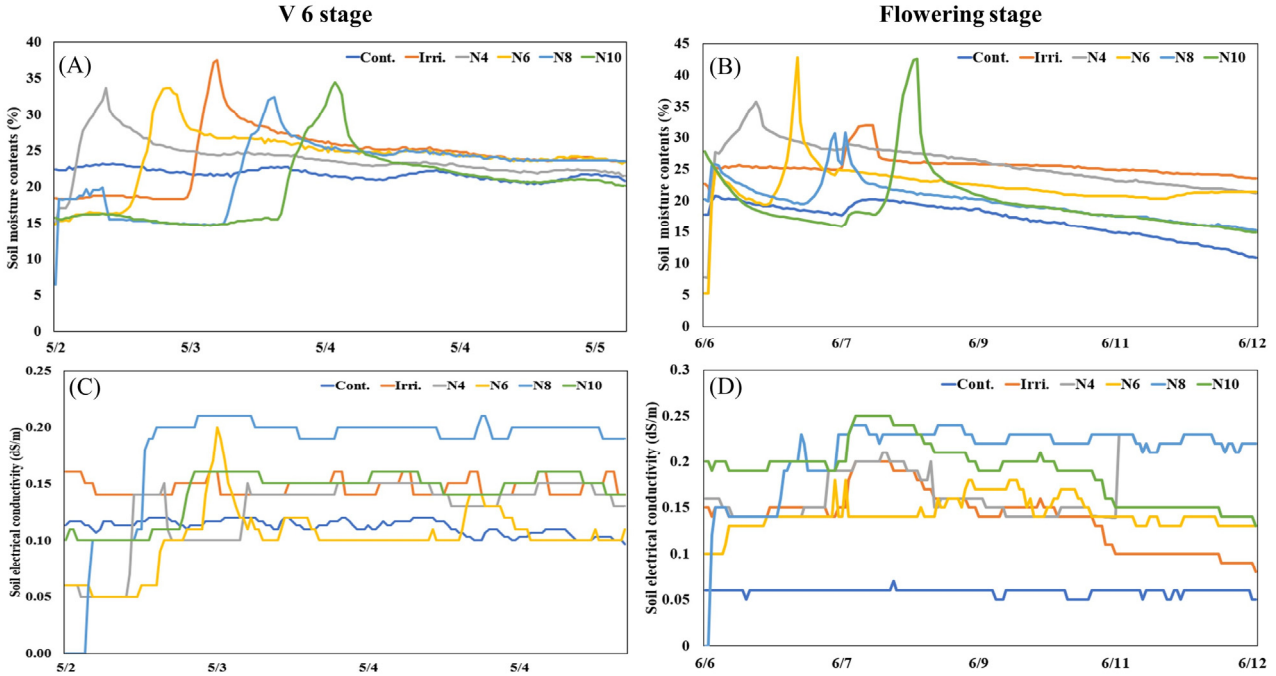 V 6 stage
Flowering stage
(A)
Cont. Irri. N4 N6 N8 N10
Soil moisture contents (%)
40
35
30
25
20
15
10
5
0
5/2 5/3 5/4 5/4 5/5
(B)
Cont. Irri. N4 N6 N8 N10
Soil moisture contents (%)
45
40
35
30
25
20
15
10
5
0
6/6 6/7 6/9 6/11 6/12
(C)
Cont. Irri. N4 N6 N8 N10
Soil electrical conductivity (dS/m)
0.25
0.20
0.15
0.10
0.05
0.00
5/2 5/3 5/4 5/4
(D)
Cont. Irri. N4 N6 N8 N10
Soil electrical conductivity (dS/m)
0.3
0.25
0.2
0.15
0.1
0.05
0
6/6 6/7 6/9 6/11 6/12